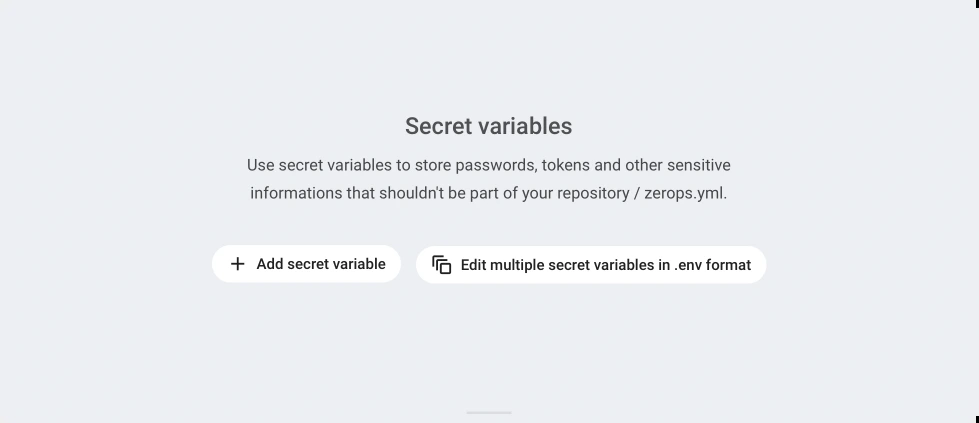 Secret variables
Use secret variables to store passwords, tokens and other sensitive
informations that shouldn't be part of your repository / zerops.yml.
Add secret variable
Edit multiple secret variables in .env format